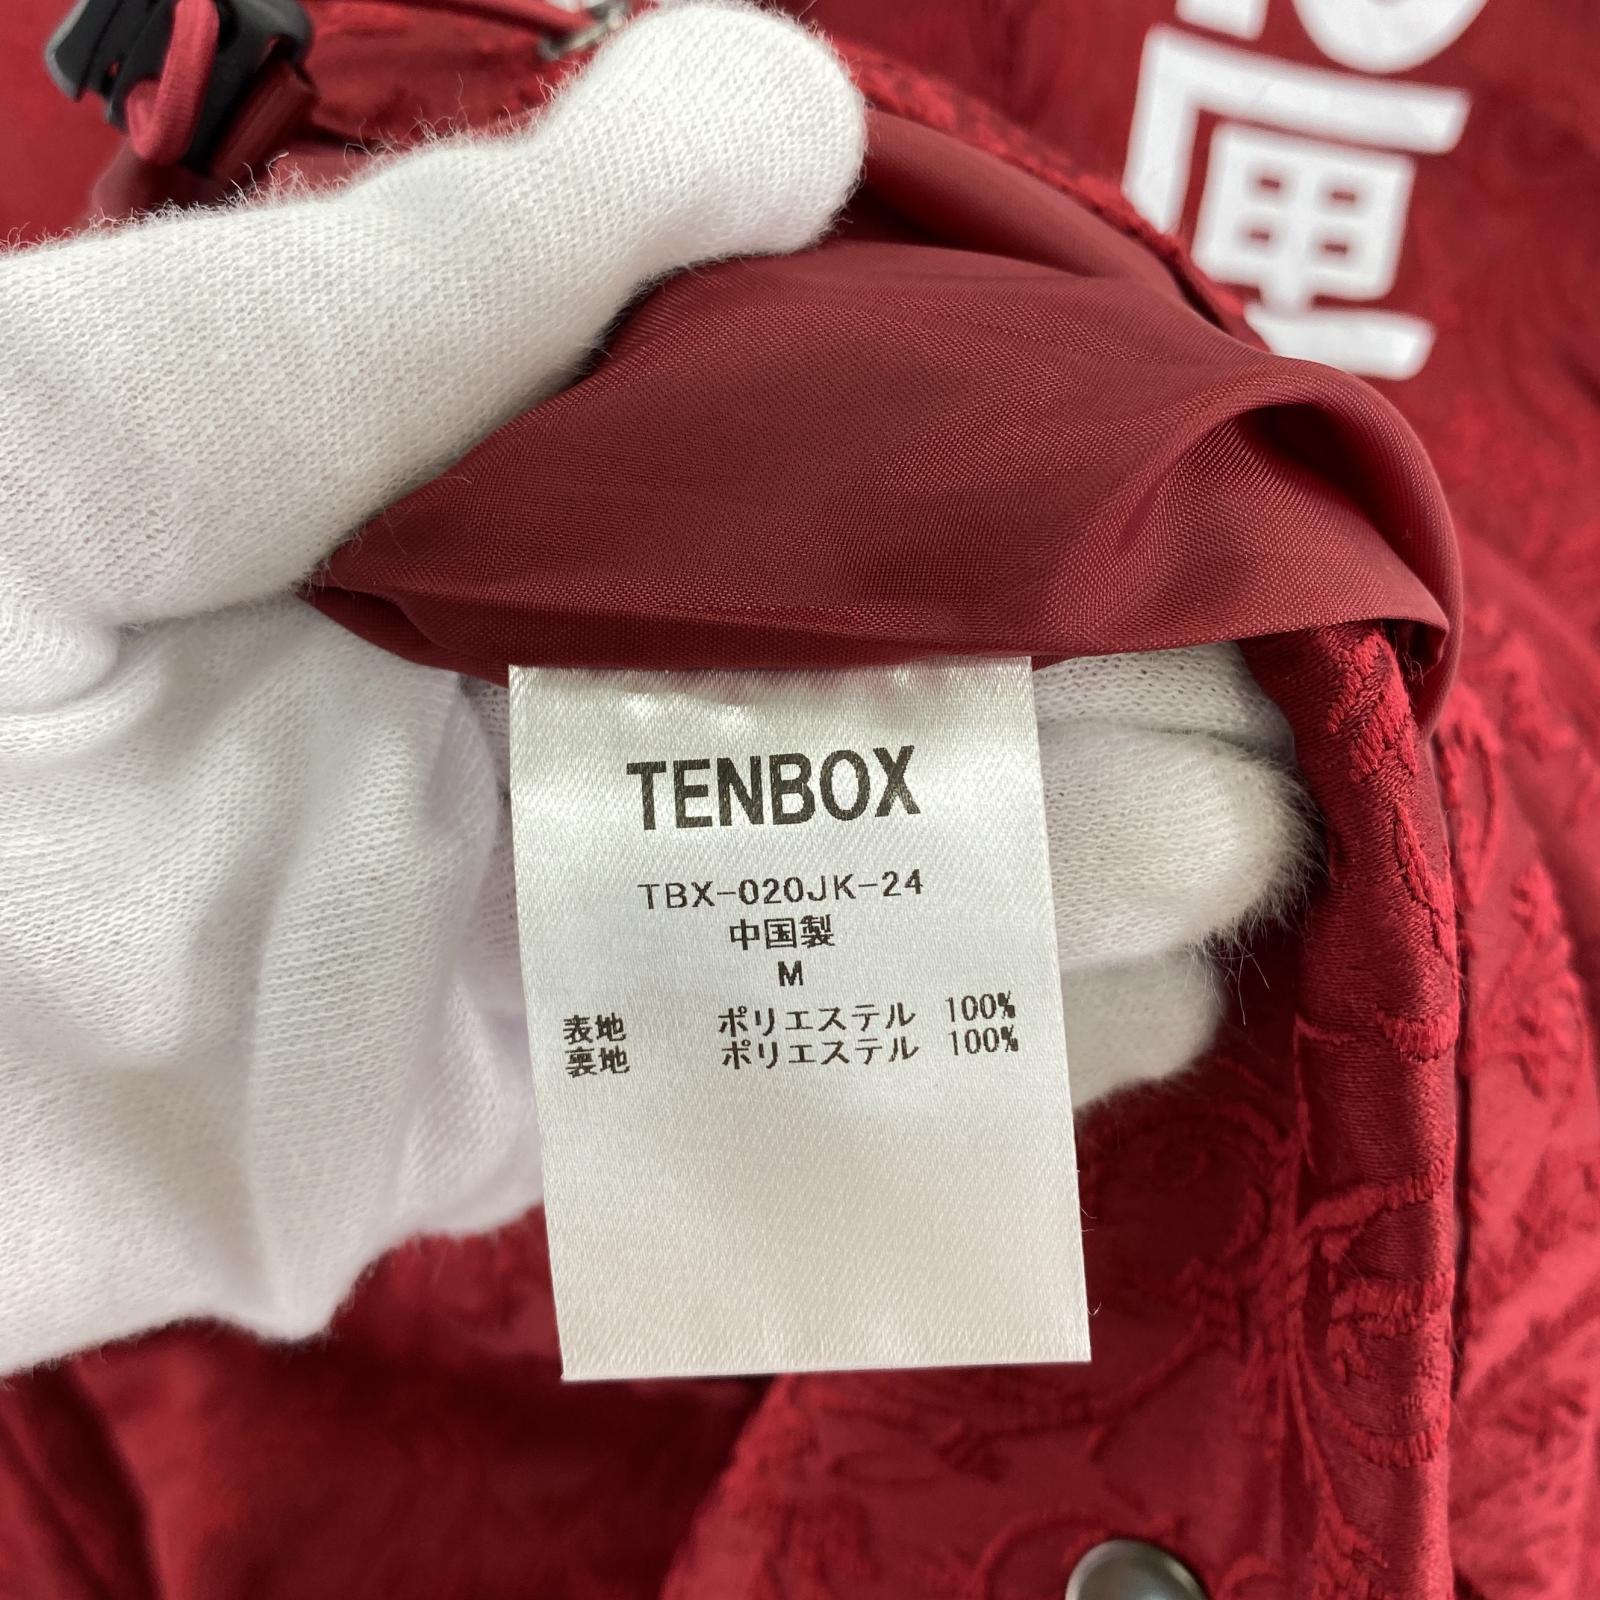 TENBOX
TBX-020JK-24
中国製
M
表地 ポリエステル 100%
裏地 ポリエステル 100%